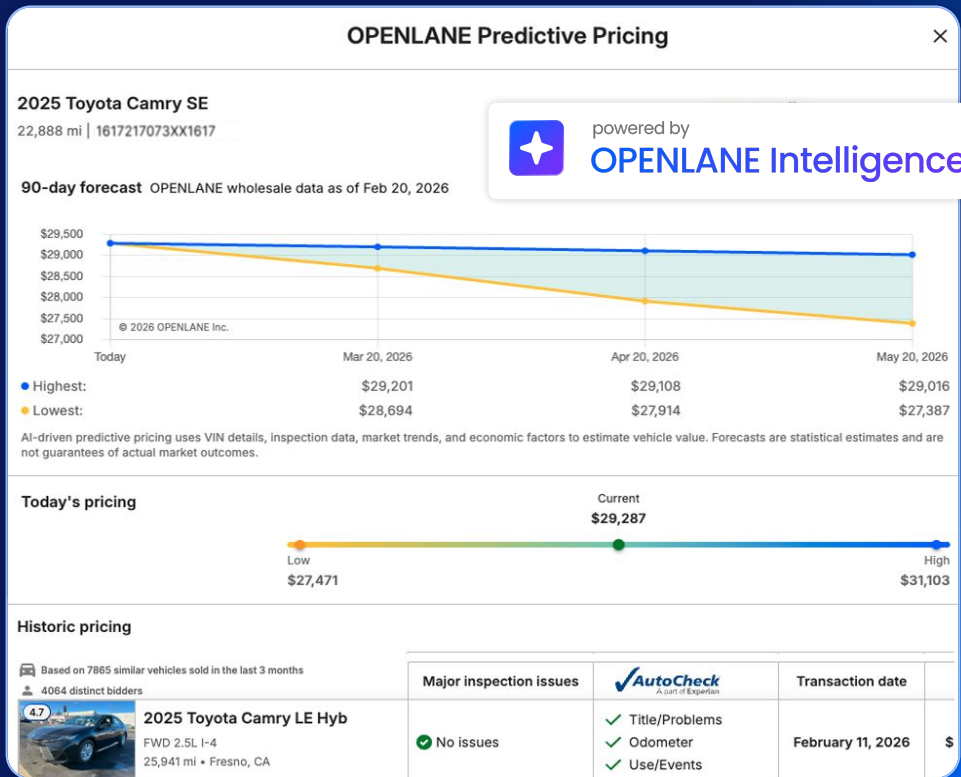 OPENLANE Predictive Pricing
2025 Toyota Camry SE
22,888 mi | 1617217073XX1617
powered by
OPENLANE Intelligence
90-day forecast OPENLANE wholesale data as of Feb 20, 2026
$29,500
$29,000
$28,500
$28,000
$27,500
$27,000
© 2026 OPENLANE Inc.
Today Mar 20, 2026 Apr 20, 2026 May 20, 2026
Highest: $29,201 $29,108 $29,016
Lowest: $28,694 $27,914 $27,387
AI-driven predictive pricing uses VIN details, inspection data, market trends, and economic factors to estimate vehicle value. Forecasts are statistical estimates and are
not guarantees of actual market outcomes.
Today's pricing
Current
$29,287
Low High
$27,471 $31,103
Historic pricing
Based on 7865 similar vehicles sold in the last 3 months
4064 distinct bidders
Major inspection issues AutoCheck Transaction date
A part of Experian
4.7
2025 Toyota Camry LE Hyb
FWD 2.5L I-4
25,941 mi • Fresno, CA
No issues
Title/Problems
Odometer
Use/Events
February 11, 2026
$